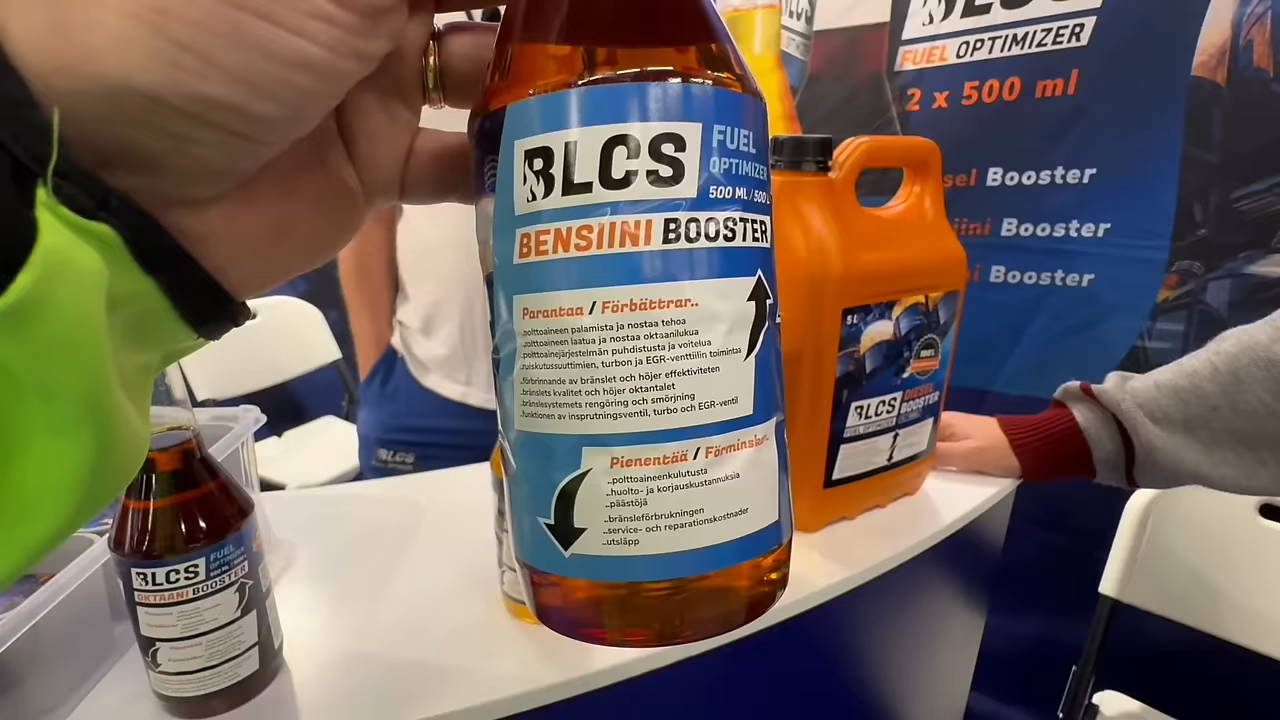 BLCS
FUEL OPTIMIZER
2 x 500 ml
Booster
Booster
Booster
BLCS
FUEL
OPTIMIZER
500 ML / 500 L
BENSIINI BOOSTER
Parantaa / Förbättrar..
..polttoaineen palamista ja nostaa tehoa
..polttoaineen laatua ja nostaa oktaanilukua
..polttoainejärjestelmän puhdistusta ja voitelua
..ruiskutussuuttimien, turbon ja EGR-venttiilin toimintaa
..förbrinnande av bränslet och höjer effektiviteten
..bränslets kvalitet och höjer oktantalet
..bränslesystemets rengöring och smörjning
..funktionen av insprutningsventil, turbo och EGR-ventil
Pienentää / Förminskar..
..polttoaineenkulutusta
..huolto- ja korjauskustannuksia
..päästöjä
..bränsleförbrukningen
..service- och reparationskostnader
..utsläpp
5 L
BLCS
FUEL OPTIMIZER
DIESEL
BOOSTER
BLCS
BLCS
FUEL
OPTIMIZER
OKTAANI BOOSTER